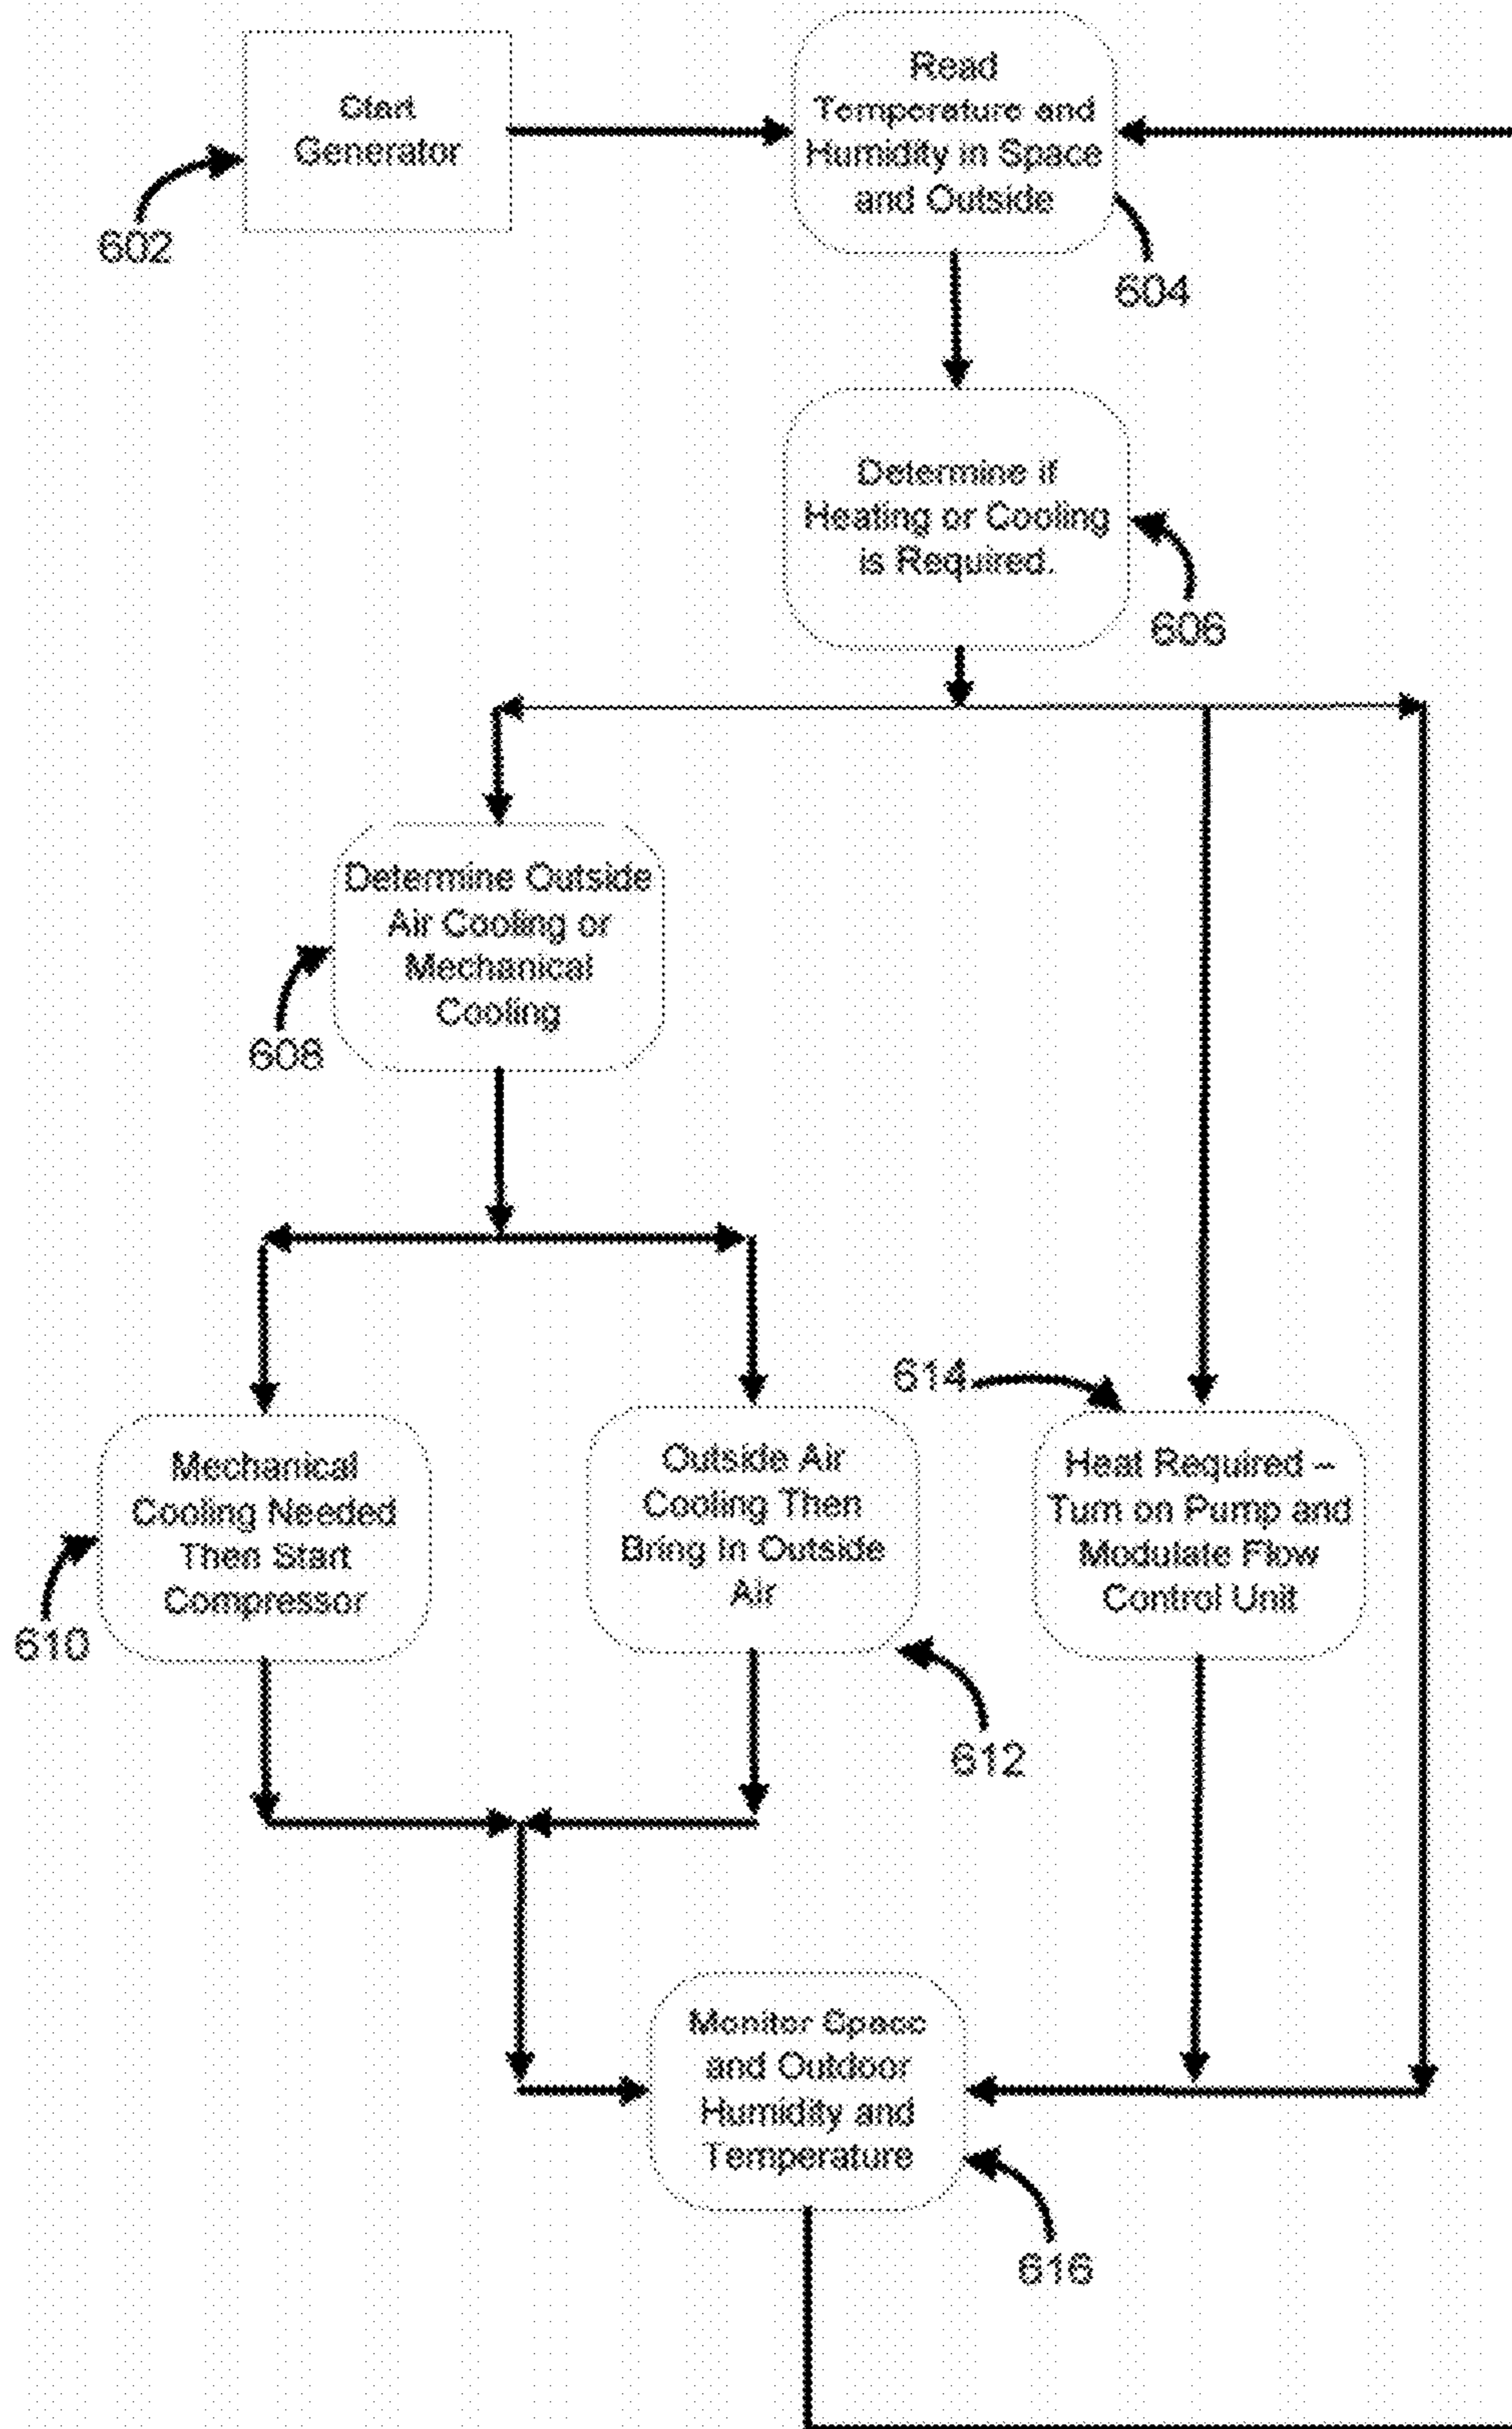 Start
Generator
602
Read
Temperature and
Humidity in Space
and Outside
604
Determine if
Heating or Cooling
is Required.
606
Determine Outside
Air Cooling or
Mechanical
Cooling
608
Mechanical
Cooling Needed
Then Start
Compressor
610
Outside Air
Cooling Then
Bring In Outside
Air
612
614
Heat Required –
Turn on Pump and
Modulate Flow
Control Unit
Monitor Space
and Outdoor
Humidity and
Temperature
616